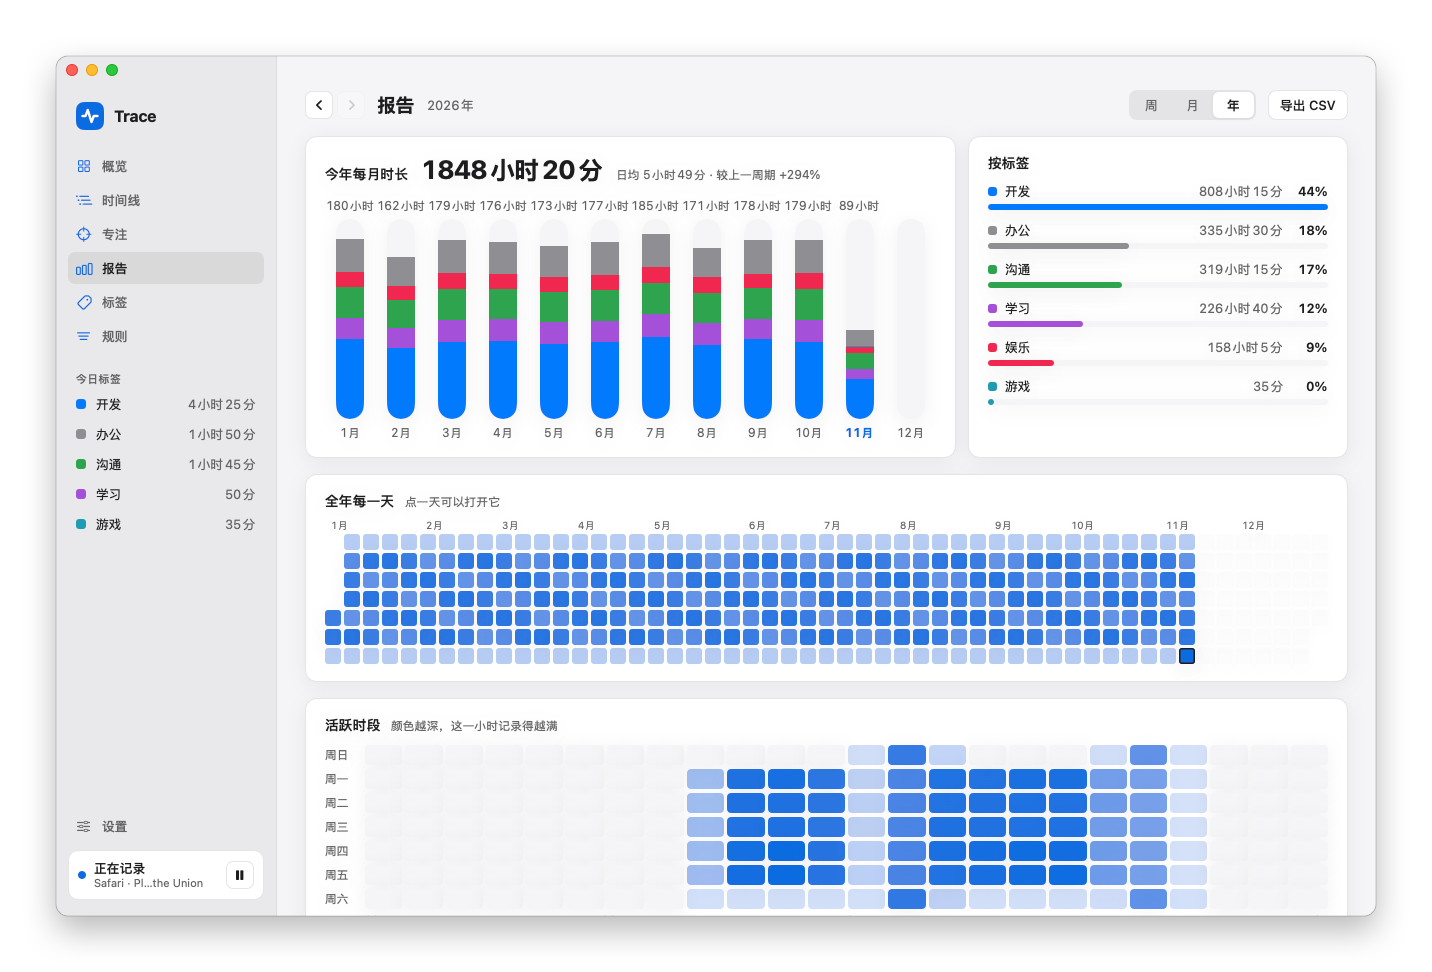 Trace
概览
时间线
专注
报告
标签
规则
今日标签
开发 4小时25分
办公 1小时50分
沟通 1小时45分
学习 50分
游戏 35分
设置
正在记录
Safari · Pl...the Union
报告 2026年
周 月 年 导出 CSV
今年每月时长 1848小时20分 日均 5小时49分 · 较上一周期 +294%
180小时 162小时 179小时 176小时 173小时 177小时 185小时 171小时 178小时 179小时 89小时
1月 2月 3月 4月 5月 6月 7月 8月 9月 10月 11月 12月
按标签
开发 808小时15分 44%
办公 335小时30分 18%
沟通 319小时15分 17%
学习 226小时40分 12%
娱乐 158小时5分 9%
游戏 35分 0%
全年每一天 点一天可以打开它
1月 2月 3月 4月 5月 6月 7月 8月 9月 10月 11月 12月
活跃时段 颜色越深，这一小时记录得越满
周日
周一
周二
周三
周四
周五
周六